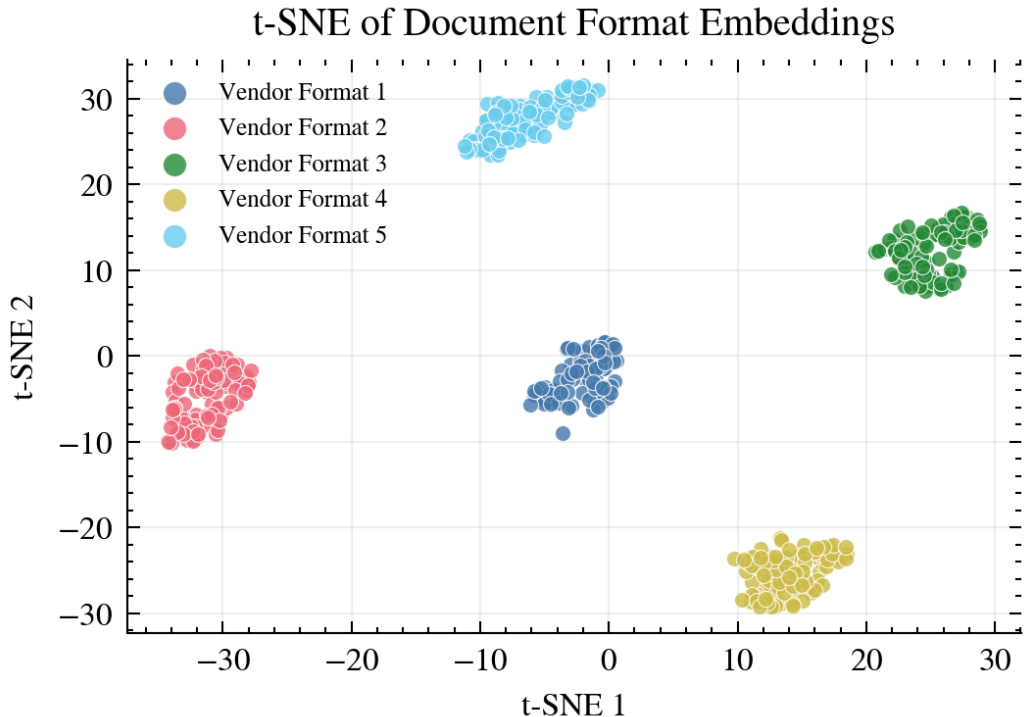 t-SNE of Document Format Embeddings
Vendor Format 1
Vendor Format 2
Vendor Format 3
Vendor Format 4
Vendor Format 5
t-SNE 2
30
20
10
0
−10
−20
−30
−30
−20
−10
0
10
20
30
t-SNE 1